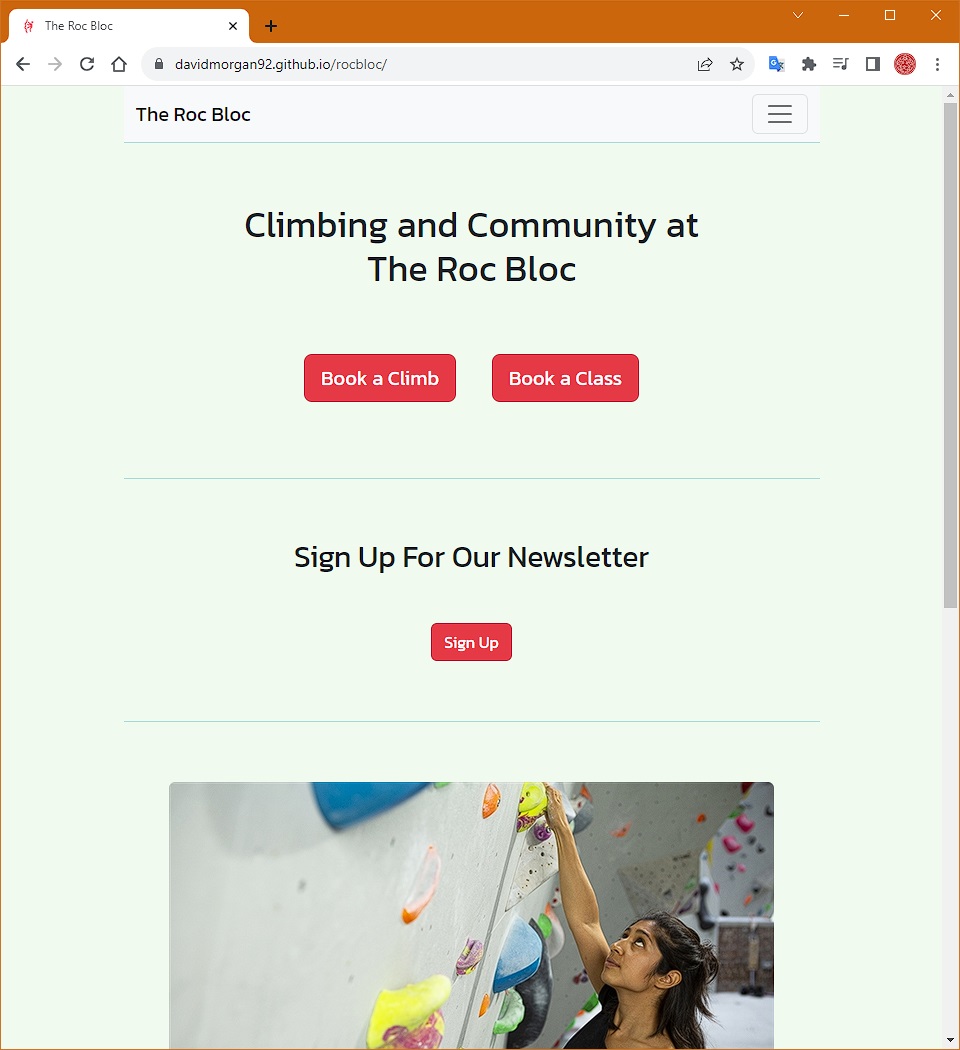 The Roc Bloc
davidmorgan92.github.io/rocbloc/
The Roc Bloc
Climbing and Community at
The Roc Bloc
Book a Climb
Book a Class
Sign Up For Our Newsletter
Sign Up